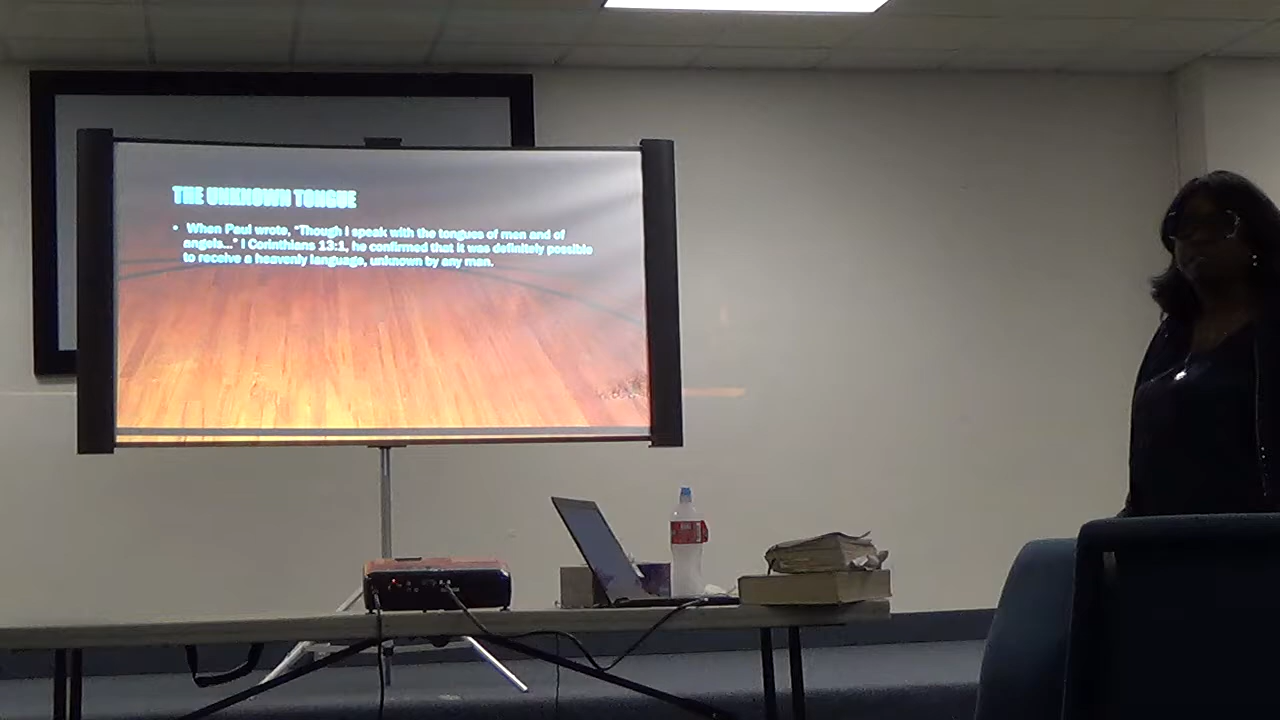 THE UNKNOWN TONGUE
• When Paul wrote, "Though I speak with the tongues of men and of
angels..." I Corinthians 13:1, he confirmed that it was definitely possible
to receive a heavenly language, unknown by any man.